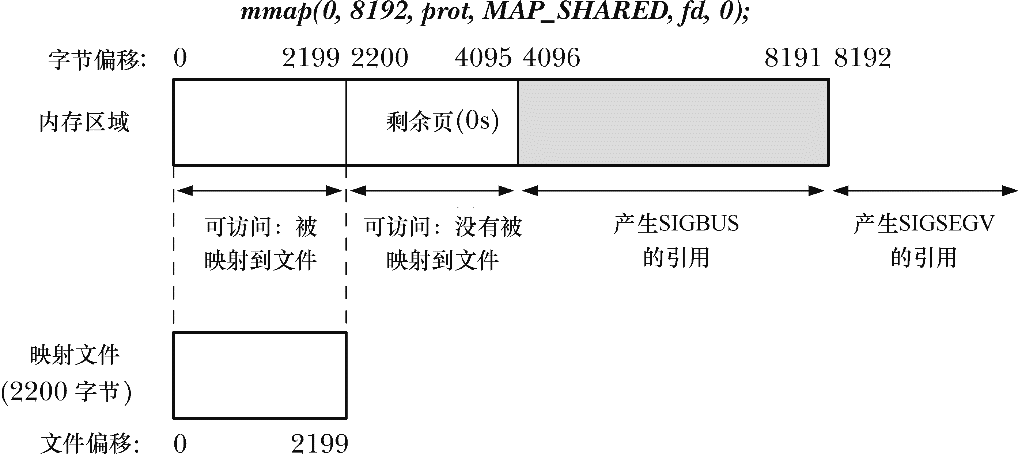 mmap(0, 8192, prot, MAP_SHARED, fd, 0);
字节偏移: 0 2199 2200 4095 4096 8191 8192
内存区域
剩余页(0s)
可访问：被
映射到文件
可访问：没有被
映射到文件
产生SIGBUS
的引用
产生SIGSEGV
的引用
映射文件
(2200 字节)
文件偏移: 0 2199